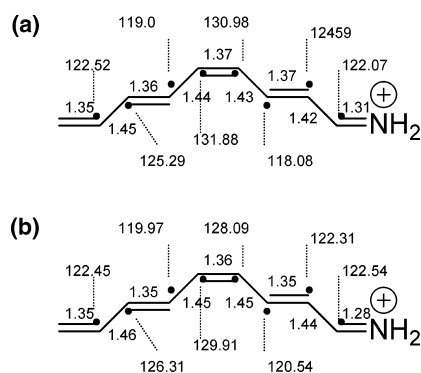 (a)
119.0 130.98 12459
122.52 1.37 122.07
1.36 1.37
1.35 1.44 1.43 1.31 +
1.45 1.42 NH2
131.88
125.29 118.08
(b)
119.97 128.09 122.31
122.45 1.36 122.54
1.35 1.35
1.35 1.45 1.45 1.28 +
1.46 1.44 NH2
129.91
126.31 120.54